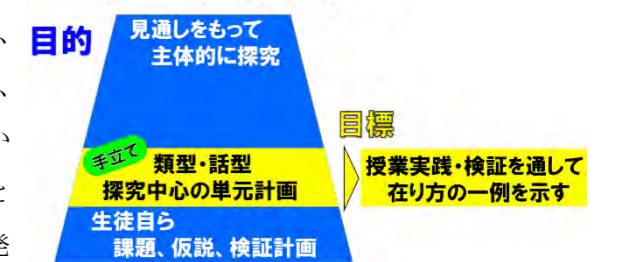 目的
見通しをもって
主体的に探究
目標
手立て
類型・話型
探究中心の単元計画
授業実践・検証を通して
在り方の一例を示す
生徒自ら
課題、仮説、検証計画
、
、
い
と
発